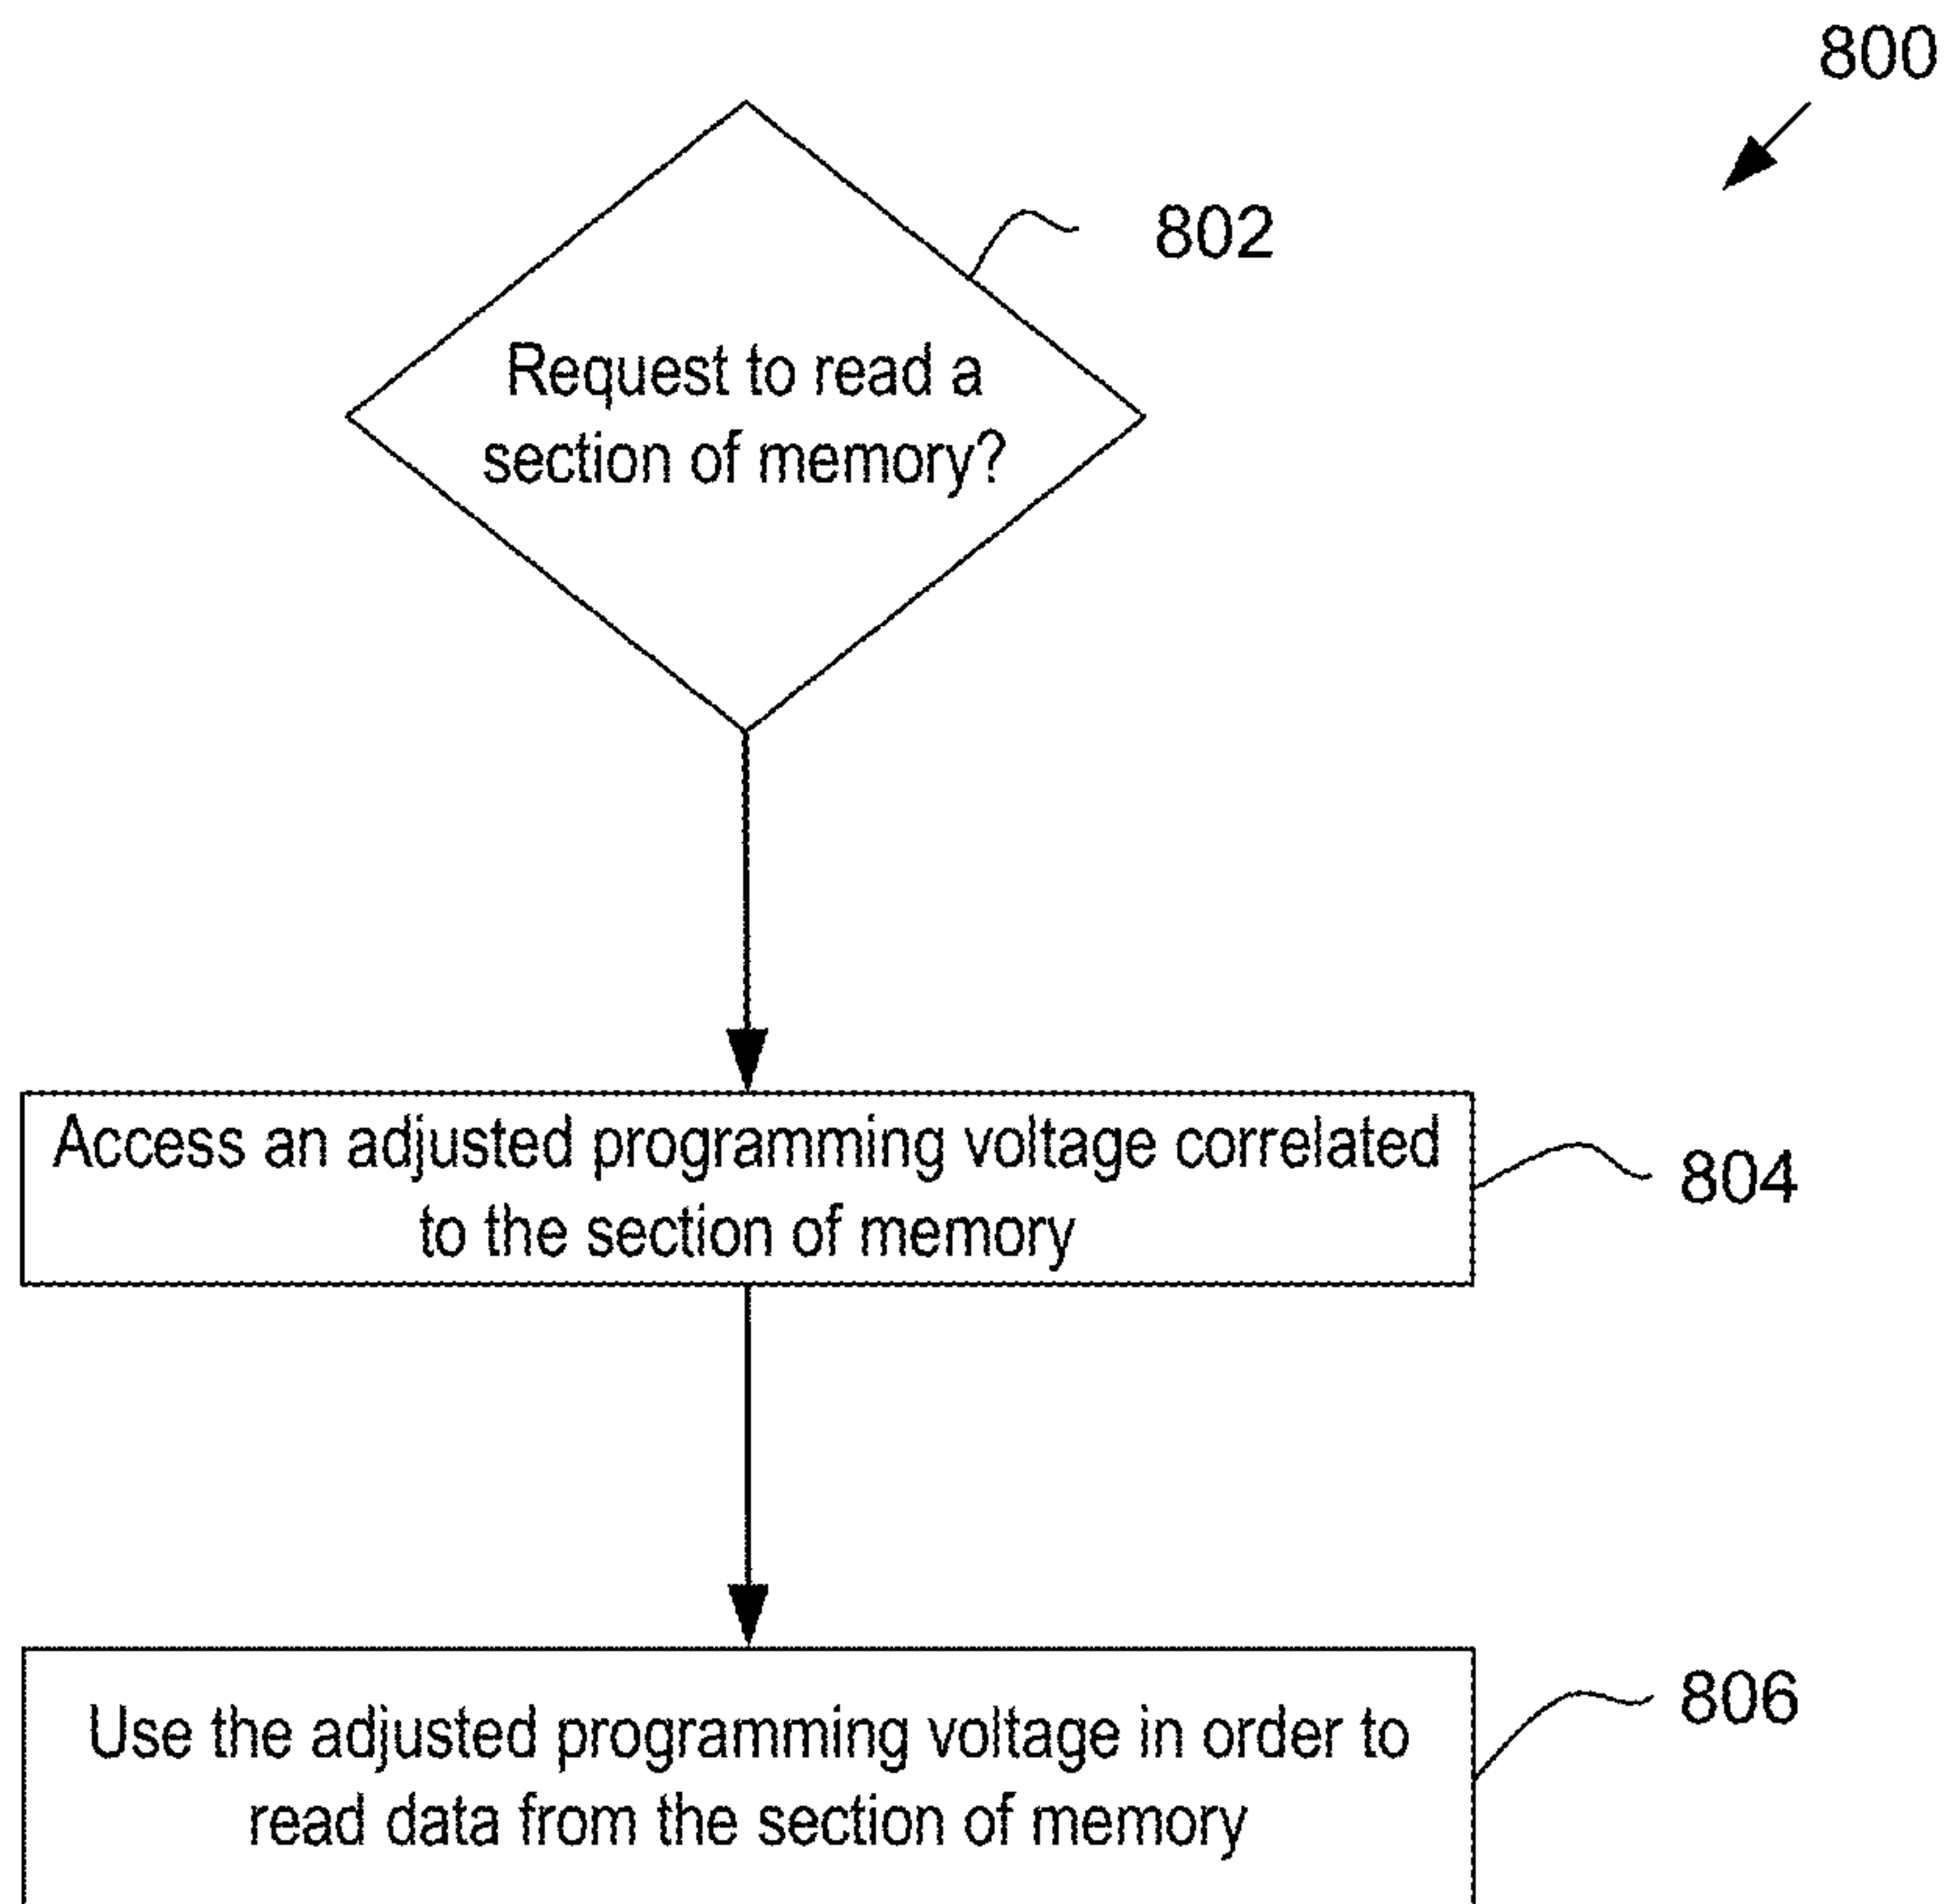 800
802
Request to read a
section of memory?
Access an adjusted programming voltage correlated
to the section of memory
804
Use the adjusted programming voltage in order to
read data from the section of memory
806